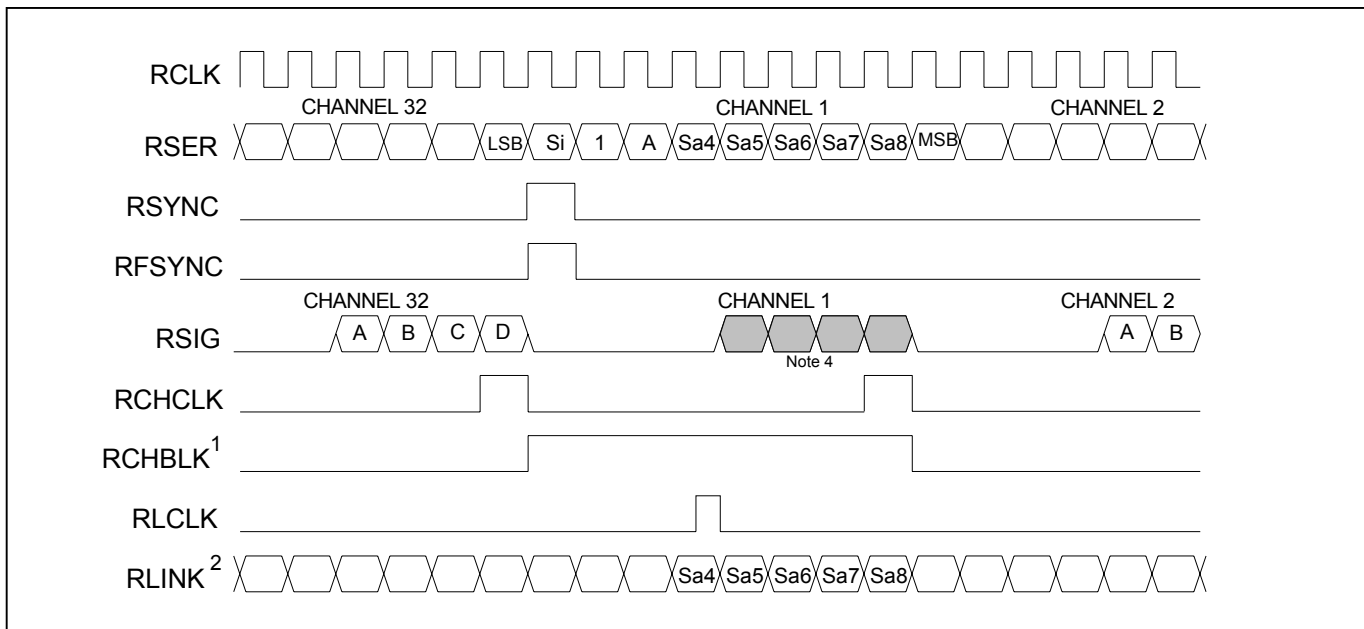 RCLK
CHANNEL 32 CHANNEL 1 CHANNEL 2
RSER LSB Si 1 A Sa4 Sa5 Sa6 Sa7 Sa8 MSB
RSYNC
RFSYNC
CHANNEL 32 CHANNEL 1 CHANNEL 2
RSIG A B C D A B
Note 4
RCHCLK
RCHBLK1
RLCLK
RLINK2 Sa4 Sa5 Sa6 Sa7 Sa8